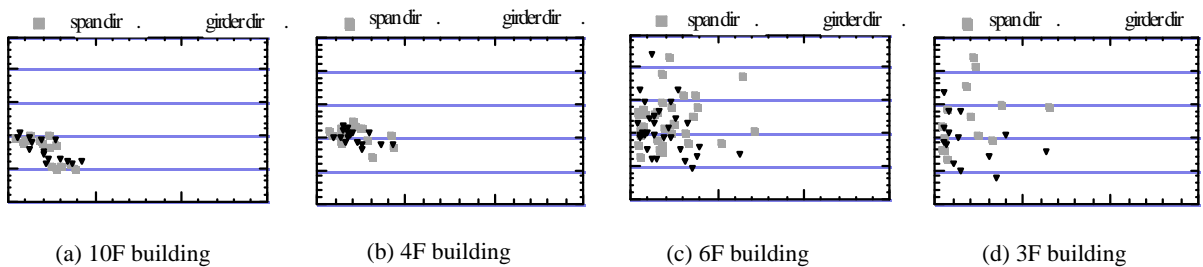 span dir . girder dir .
span dir . girder dir .
span dir . girder dir
span dir . girder dir
(a) 10F building
(b) 4F building
(c) 6F building
(d) 3F building